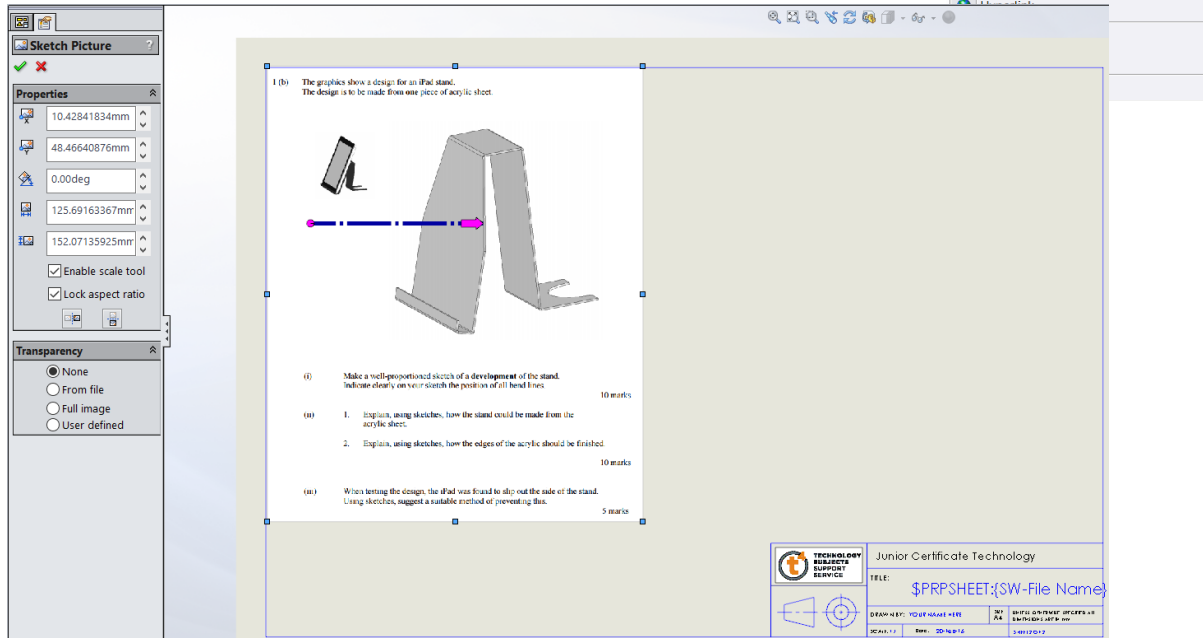 Sketch Picture ?
Properties
10.42841834mm
48.46640876mm
0.00deg
125.69163367mm
152.07135925mm
Enable scale tool
Lock aspect ratio
Transparency
None
From file
Full image
User defined
1 (b) The graphics show a design for an iPad stand.
The design is to be made from one piece of acrylic sheet.
(i) Make a well-proportioned sketch of a development of the stand.
Indicate clearly on your sketch the position of all bend lines.
10 marks
(ii) 1. Explain, using sketches, how the stand could be made from the
acrylic sheet.
2. Explain, using sketches, how the edges of the acrylic should be finished.
10 marks
(iii) When testing the design, the iPad was found to slip out the side of the stand.
Using sketches, suggest a suitable method of preventing this.
5 marks
t
TECHNOLOGY
SUBJECTS
SUPPORT
SERVICE
Junior Certificate Technology
TITLE:
$PRPSHEET:{SW-File Name}
DRAWN BY: YOUR NAME HERE
A4